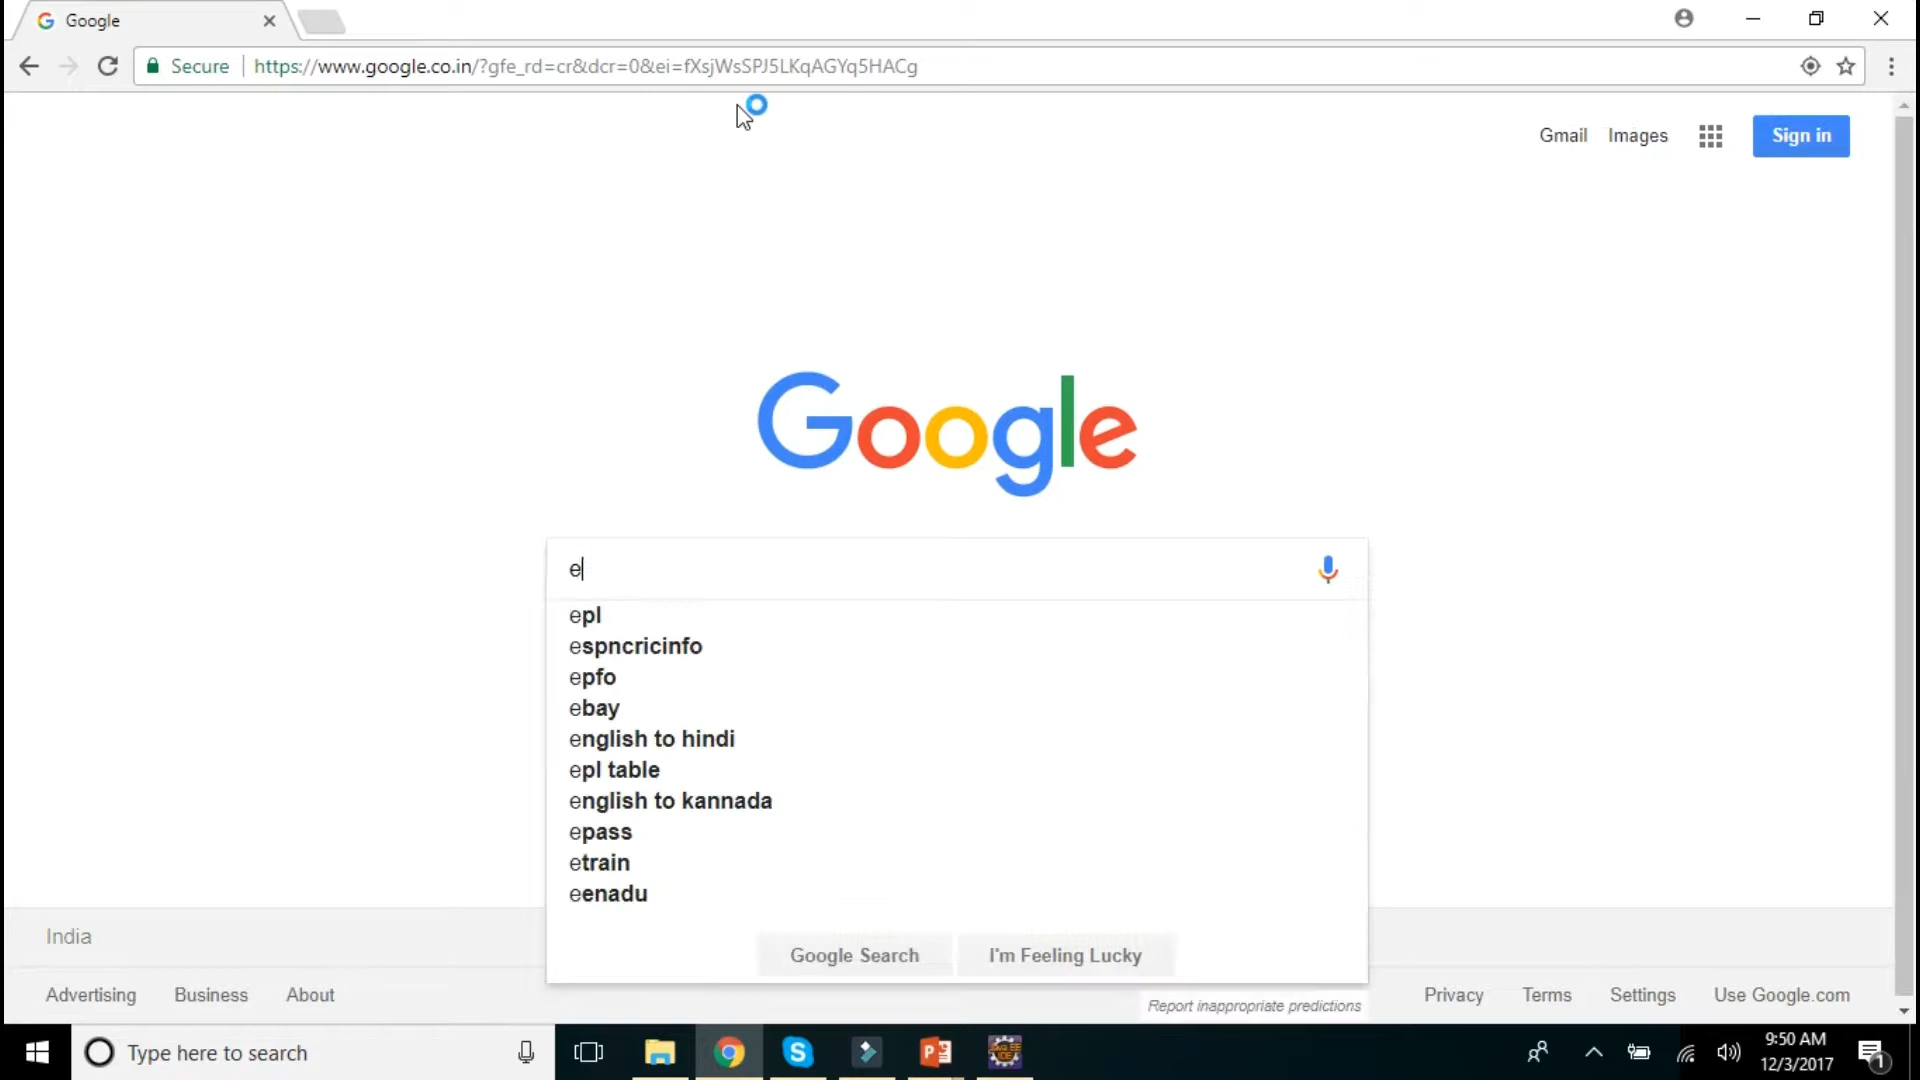 Google
Secure https://www.google.co.in/?gfe_rd=cr&dcr=0&ei=fXsjWsSPJ5LKqAGYq5HACg
Gmail Images Sign in
Google
e
epl
espncricinfo
epfo
ebay
english to hindi
epl table
english to kannada
epass
etrain
eenadu
Google Search I'm Feeling Lucky
Report inappropriate predictions
India
Advertising Business About Privacy Terms Settings Use Google.com
Type here to search
9:50 AM
12/3/2017
1